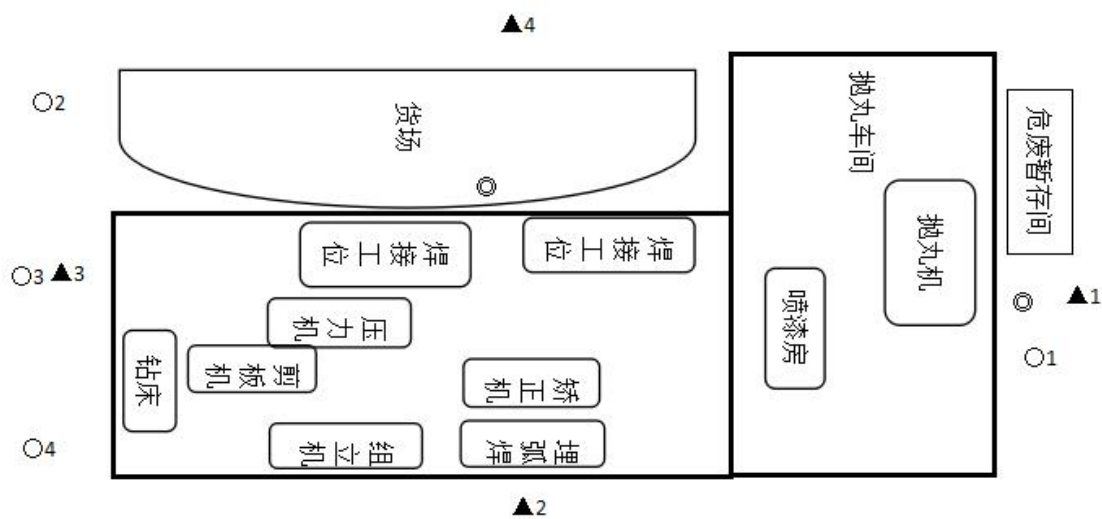 ▲4
○2
货场
◎
抛丸车间
危废暂存间
抛丸机
喷漆房
◎
▲1
○1
○3
▲3
焊接工
位
焊接工
位
压力
机
剪板
机
钻床
矫正
机
组立
机
埋弧
焊
○4
▲2